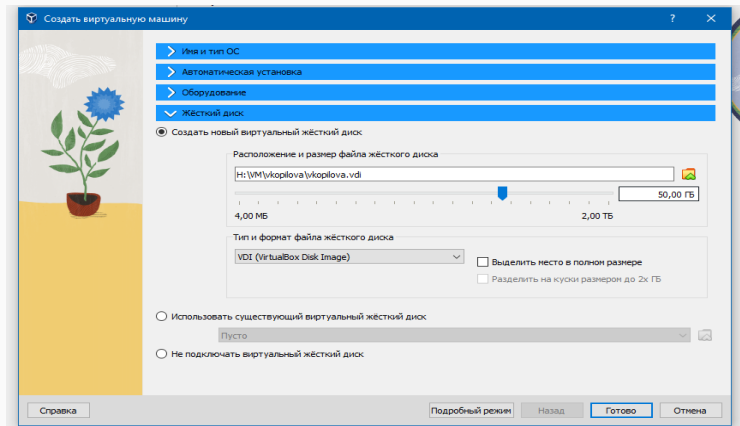 Создать виртуальную машину
Имя и тип ОС
Автоматическая установка
Оборудование
Жёсткий диск
Создать новый виртуальный жёсткий диск
Расположение и размер файла жёсткого диска
H:\VM\vkopilova\vkopilova.vdi
50,00 ГБ
4,00 МБ 2,00 ТБ
Тип и формат файла жёсткого диска
VDI (VirtualBox Disk Image)
Выделить место в полном размере
Разделить на куски размером до 2х ГБ
Использовать существующий виртуальный жёсткий диск
Пусто
Не подключать виртуальный жёсткий диск
Справка Подробный режим Назад Готово Отмена